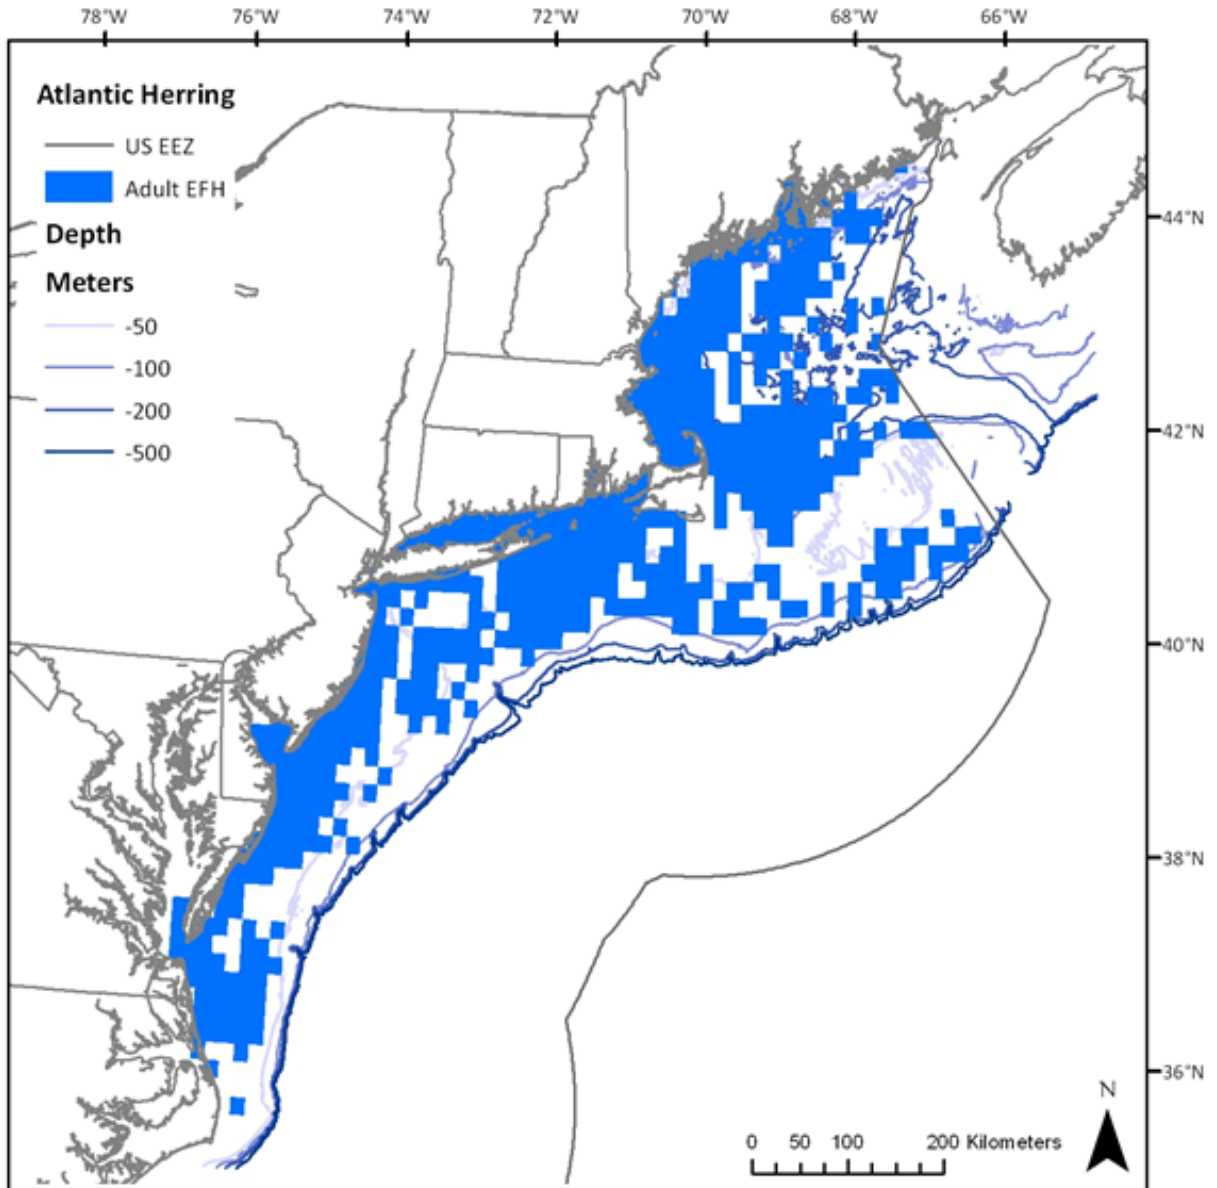 78°W 76°W 74°W 72°W 70°W 68°W 66°W
Atlantic Herring
US EEZ
Adult EFH
Depth
Meters
-50
-100
-200
-500
44°N
42°N
40°N
38°N
36°N
N
0 50 100 200 Kilometers